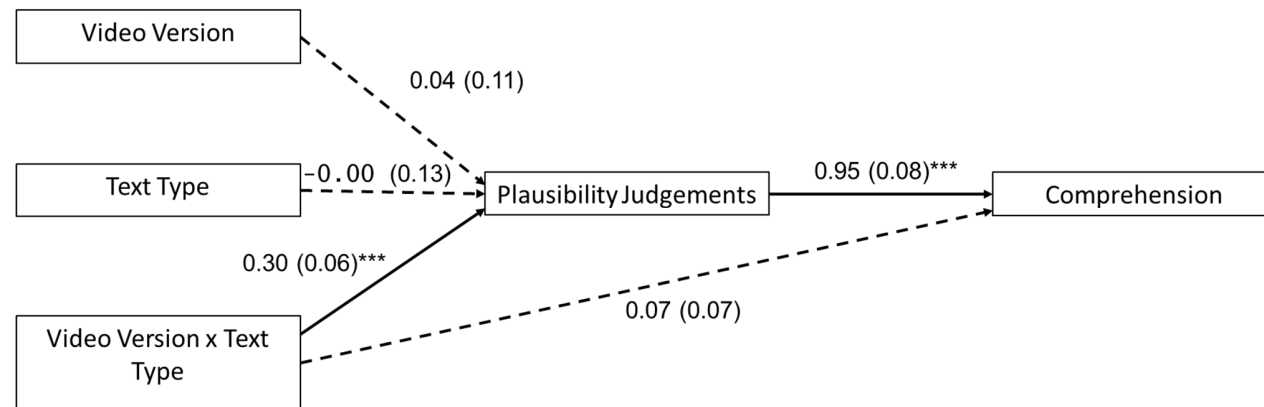 Video Version
0.04 (0.11)
Text Type
-0.00 (0.13)
Plausibility Judgements
0.95 (0.08)***
Comprehension
0.30 (0.06)***
0.07 (0.07)
Video Version x Text
Type